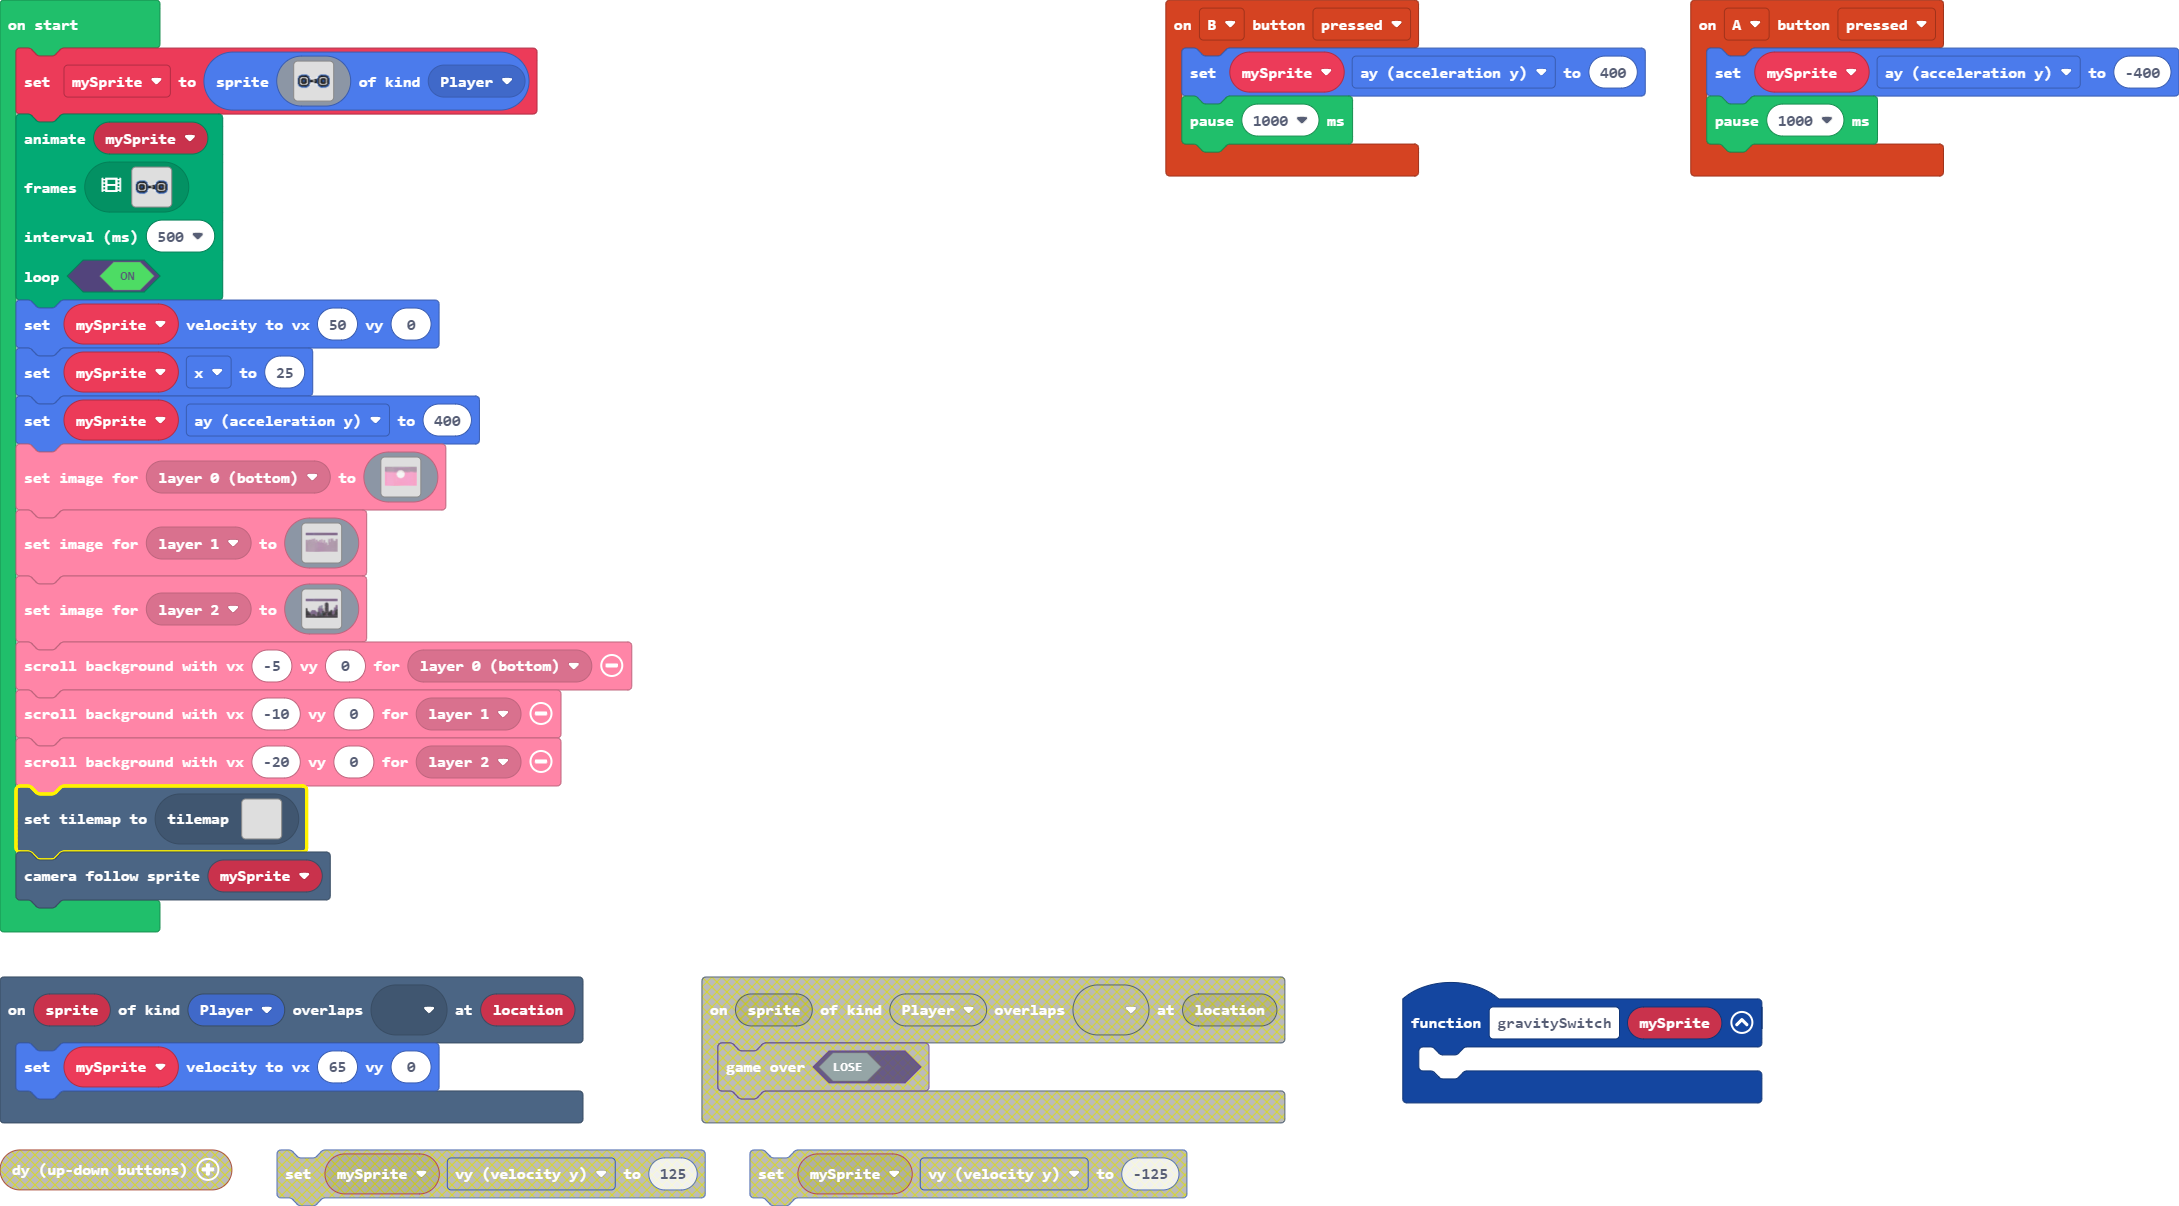 on start
set mySprite to sprite of kind Player
animate mySprite
frames
interval (ms) 500
loop ON
set mySprite velocity to vx 50 vy 0
set mySprite x to 25
set mySprite ay (acceleration y) to 400
set image for layer 0 (bottom) to
set image for layer 1 to
set image for layer 2 to
scroll background with vx -5 vy 0 for layer 0 (bottom)
scroll background with vx -10 vy 0 for layer 1
scroll background with vx -20 vy 0 for layer 2
set tilemap to tilemap
camera follow sprite mySprite
on B button pressed
set mySprite ay (acceleration y) to 400
pause 1000 ms
on A button pressed
set mySprite ay (acceleration y) to -400
pause 1000 ms
on sprite of kind Player overlaps at location
set mySprite velocity to vx 65 vy 0
on sprite of kind Player overlaps at location
game over LOSE
function gravitySwitch mySprite
dy (up-down buttons)
set mySprite vy (velocity y) to 125
set mySprite vy (velocity y) to -125